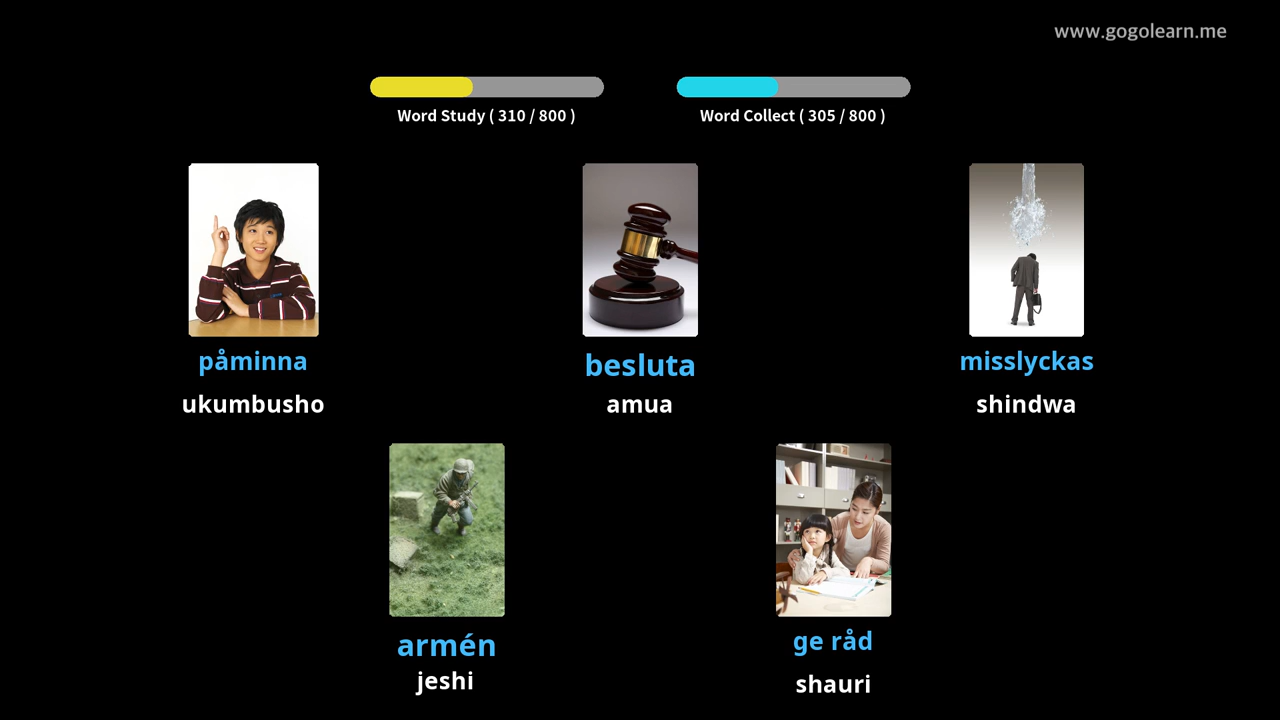 www.gogolearn.me
Word Study ( 310 / 800 )
Word Collect ( 305 / 800 )
påminna
ukumbusho
besluta
amua
misslyckas
shindwa
armén
jeshi
ge råd
shauri